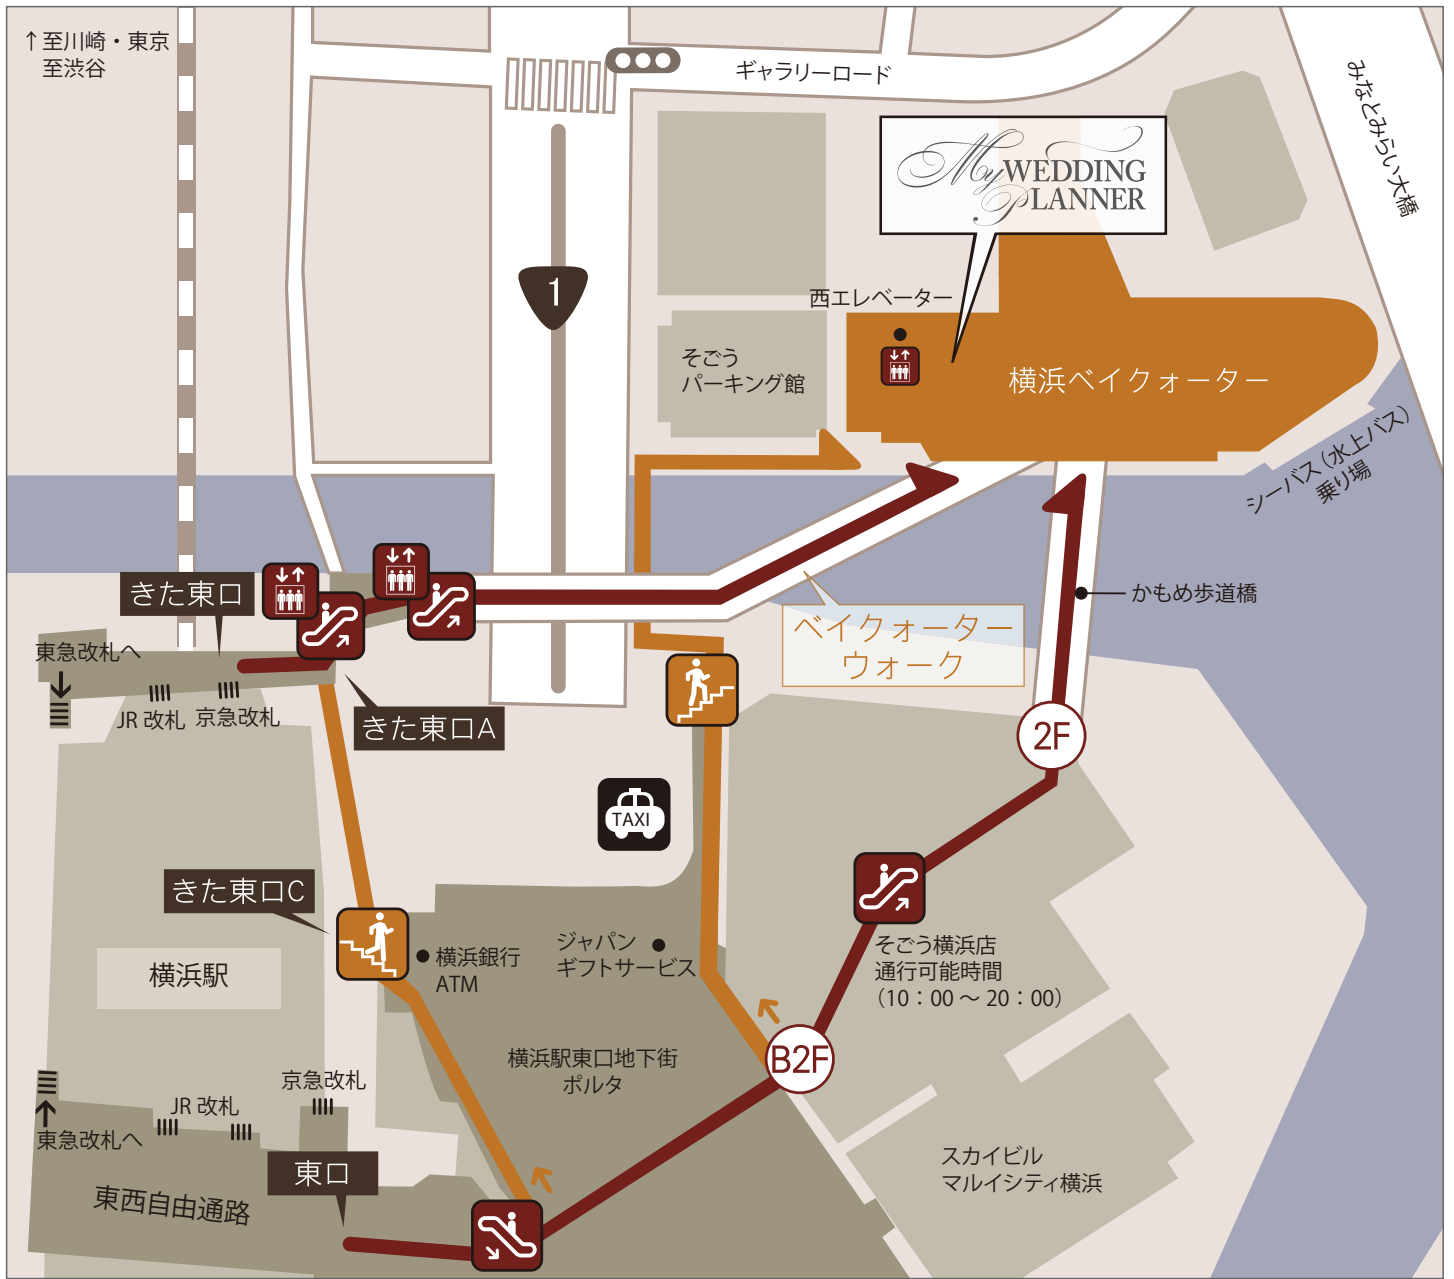 ↑至川崎・東京
至渋谷
ギャラリーロード
みなとみらい大橋
My WEDDING
PLANNER
1
西エレベーター
そごう
パーキング館
横浜ベイクォーター
シーバス（水上バス）
乗り場
きた東口
かもめ歩道橋
ベイクォーター
ウォーク
東急改札へ
JR 改札
京急改札
きた東口A
2F
TAXI
きた東口C
横浜銀行
ATM
ジャパン
ギフトサービス
そごう横浜店
通行可能時間
（10：00 ～ 20：00）
横浜駅
B2F
横浜駅東口地下街
ポルタ
京急改札
JR 改札
東急改札へ
東口
スカイビル
マルイシティ横浜
東西自由通路